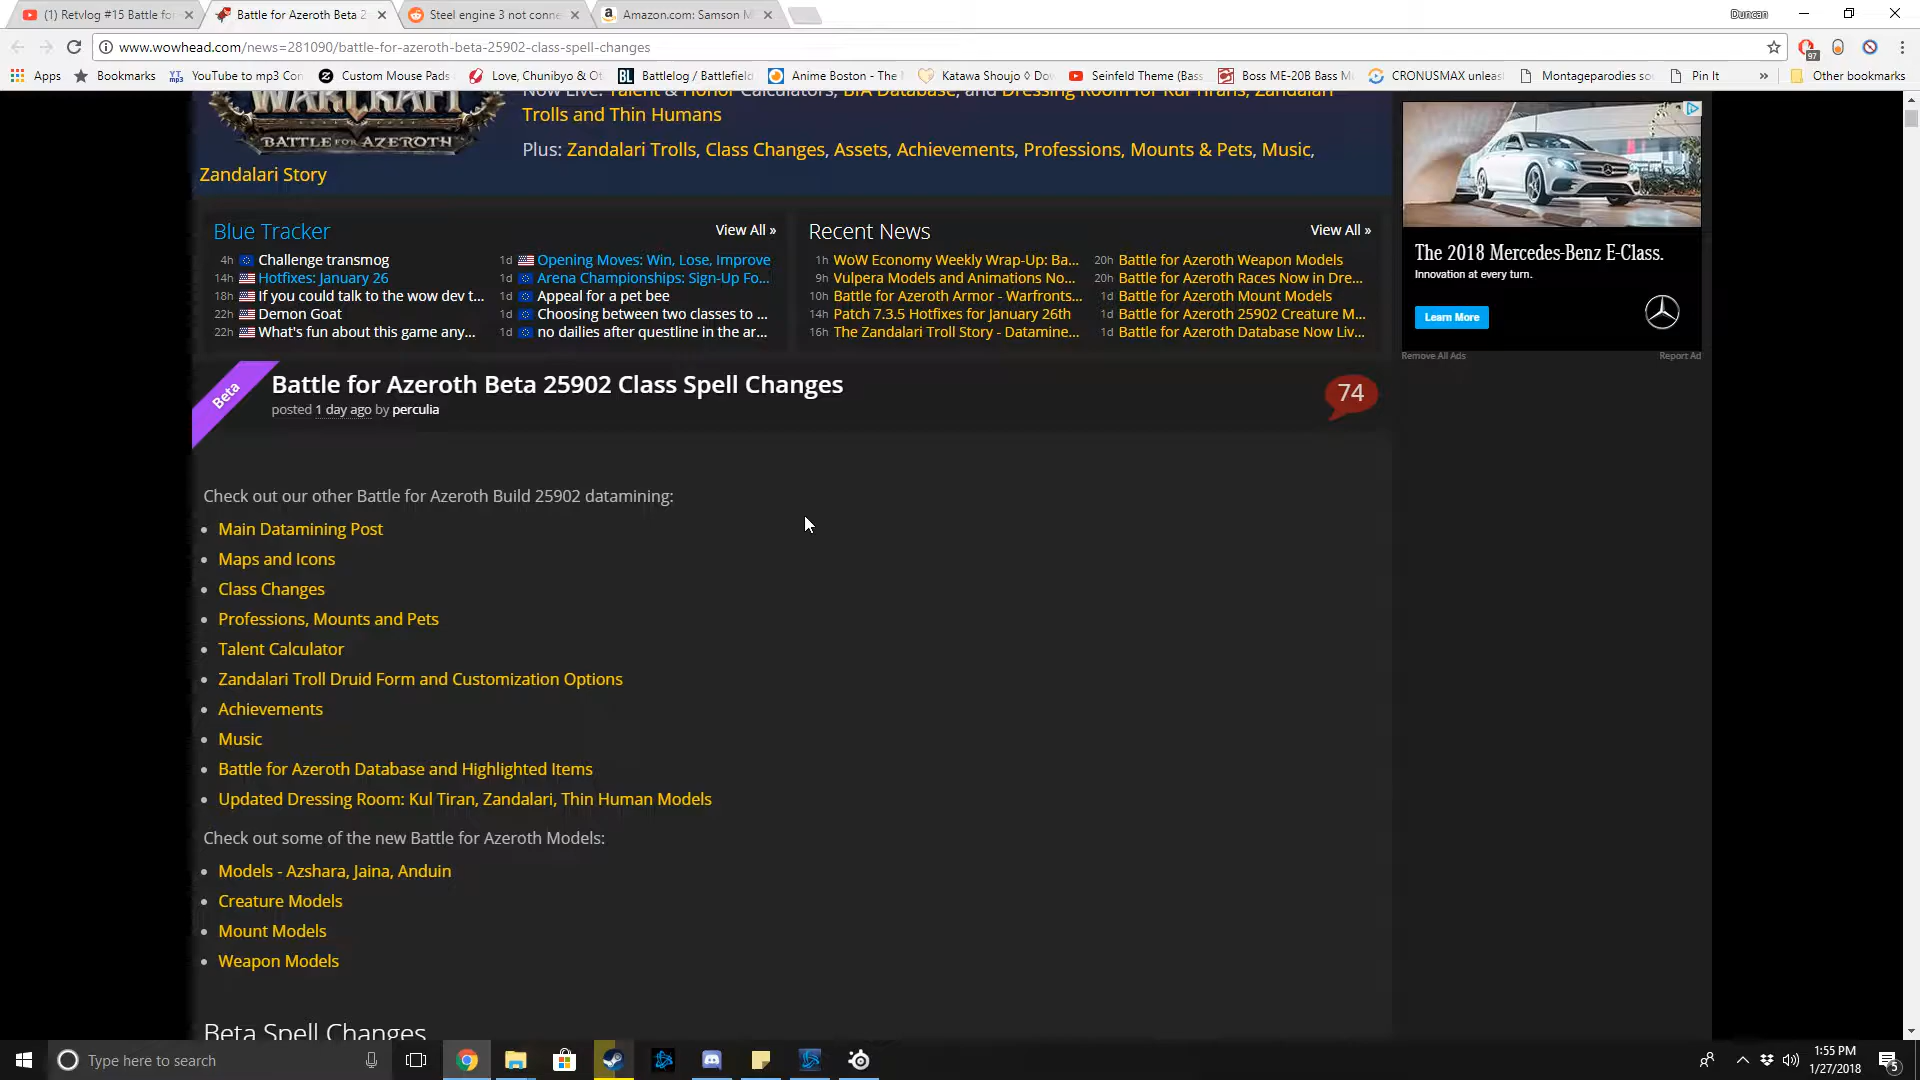 (1) Retvlog #15 Battle for
Battle for Azeroth Beta 2
Steel engine 3 not conne
Amazon.com: Samson M
Duncan
www.wowhead.com/news=281090/battle-for-azeroth-beta-25902-class-spell-changes
97
Apps
Bookmarks
YouTube to mp3 Con
Custom Mouse Pads
Love, Chunibyo & Ot
BL Battlelog / Battlefield
Anime Boston - The
Katawa Shoujo ◊ Dow
Seinfeld Theme (Bass
Boss ME-20B Bass M
CRONUSMAX unleas
Montageparodies so
Pin It
»
Other bookmarks
WARCRAFT
BATTLE FOR AZEROTH
Now Live: Talent & Honor Calculators, BfA Database, and Dressing Room for Kul Tirans, Zandalari
Trolls and Thin Humans
Plus: Zandalari Trolls, Class Changes, Assets, Achievements, Professions, Mounts & Pets, Music,
Zandalari Story
Blue Tracker
View All »
4h Challenge transmog
14h Hotfixes: January 26
18h If you could talk to the wow dev t...
22h Demon Goat
22h What's fun about this game any...
1d Opening Moves: Win, Lose, Improve
1d Arena Championships: Sign-Up Fo...
1d Appeal for a pet bee
1d Choosing between two classes to ...
1d no dailies after questline in the ar...
Recent News
View All »
1h WoW Economy Weekly Wrap-Up: Ba...
9h Vulpera Models and Animations No...
10h Battle for Azeroth Armor - Warfronts...
14h Patch 7.3.5 Hotfixes for January 26th
16h The Zandalari Troll Story - Datamine...
20h Battle for Azeroth Weapon Models
20h Battle for Azeroth Races Now in Dre...
1d Battle for Azeroth Mount Models
1d Battle for Azeroth 25902 Creature M...
1d Battle for Azeroth Database Now Liv...
The 2018 Mercedes-Benz E-Class.
Innovation at every turn.
Learn More
Remove All Ads
Report Ad
Beta
Battle for Azeroth Beta 25902 Class Spell Changes
posted 1 day ago by perculia
74
Check out our other Battle for Azeroth Build 25902 datamining:
Main Datamining Post
Maps and Icons
Class Changes
Professions, Mounts and Pets
Talent Calculator
Zandalari Troll Druid Form and Customization Options
Achievements
Music
Battle for Azeroth Database and Highlighted Items
Updated Dressing Room: Kul Tiran, Zandalari, Thin Human Models
Check out some of the new Battle for Azeroth Models:
Models - Azshara, Jaina, Anduin
Creature Models
Mount Models
Weapon Models
Beta Spell Changes
Type here to search
1:55 PM
1/27/2018
5